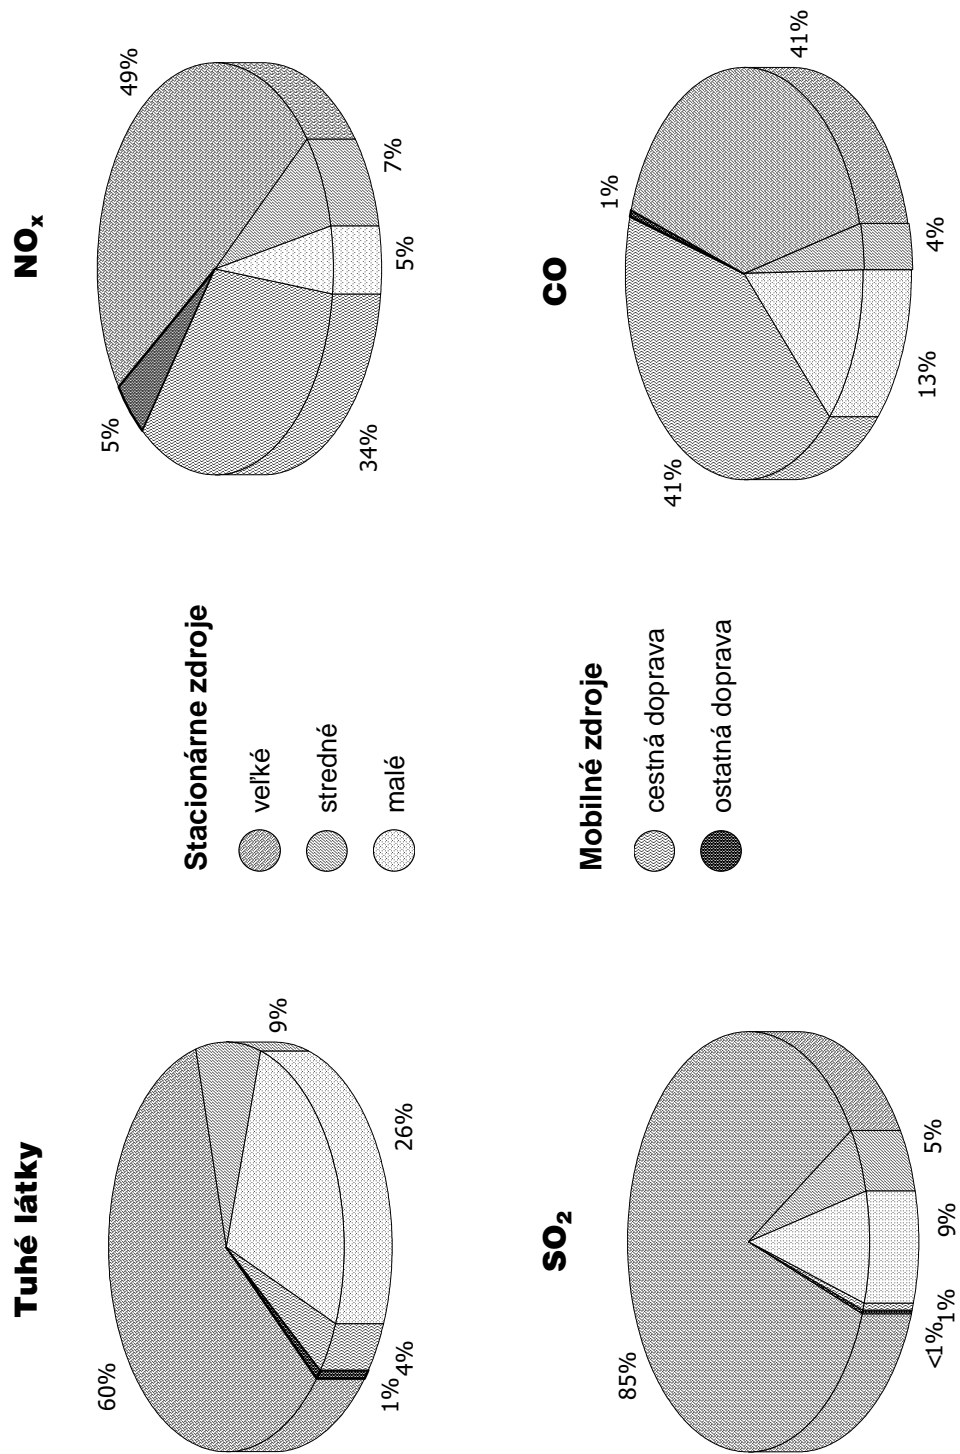 Tuhé látky
60%
9%
26%
4%
1%
NOₓ
49%
7%
5%
34%
5%
Stacionárne zdroje
veľké
stredné
malé
Mobilné zdroje
cestná doprava
ostatná doprava
SO₂
85%
5%
9%
1%
<1%
CO
1%
41%
4%
13%
41%